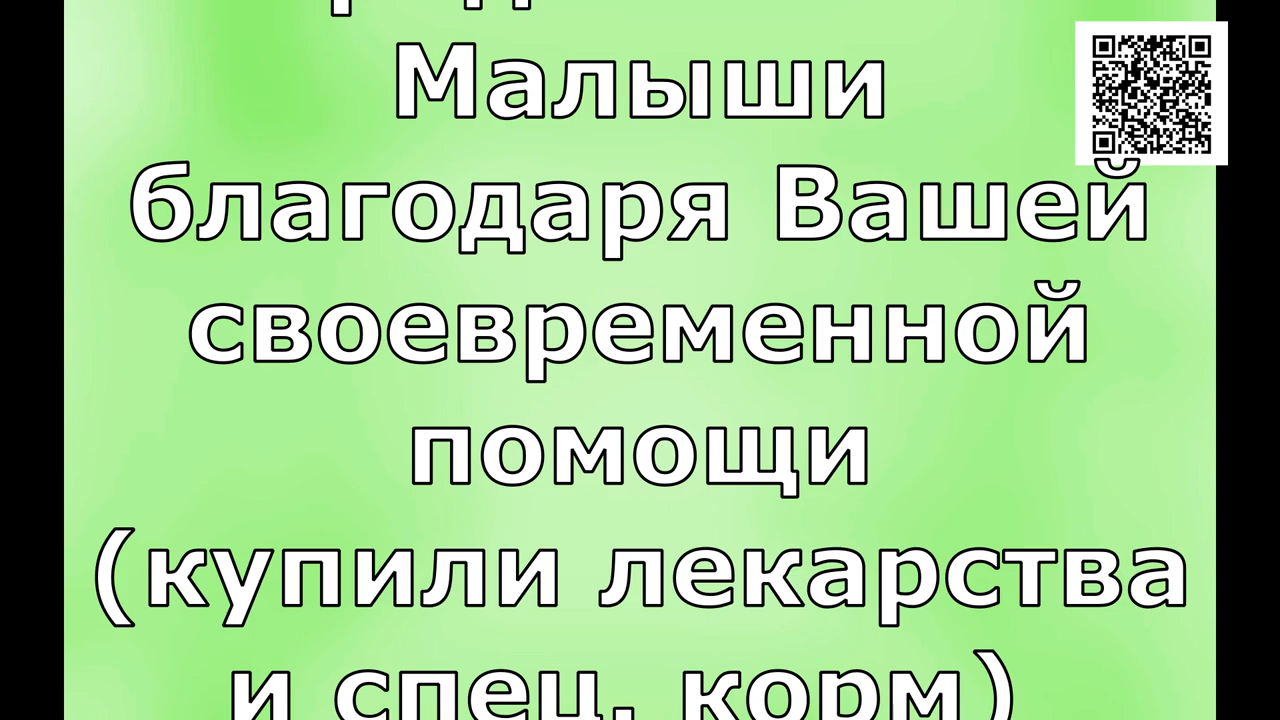 Малыши
благодаря Вашей
своевременной
помощи
(купили лекарства
и спец. корм)